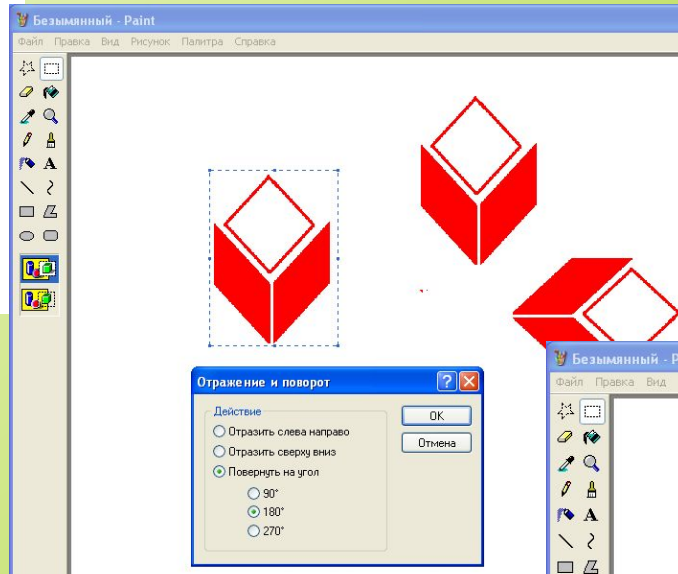 Безымянный - Paint
Файл Правка Вид Рисунок Палитра Справка
A
Отражение и поворот
Действие
Отразить слева направо
Отразить сверху вниз
Повернуть на угол
90°
180°
270°
OK
Отмена
Безымянный - P
Файл Правка Вид
A